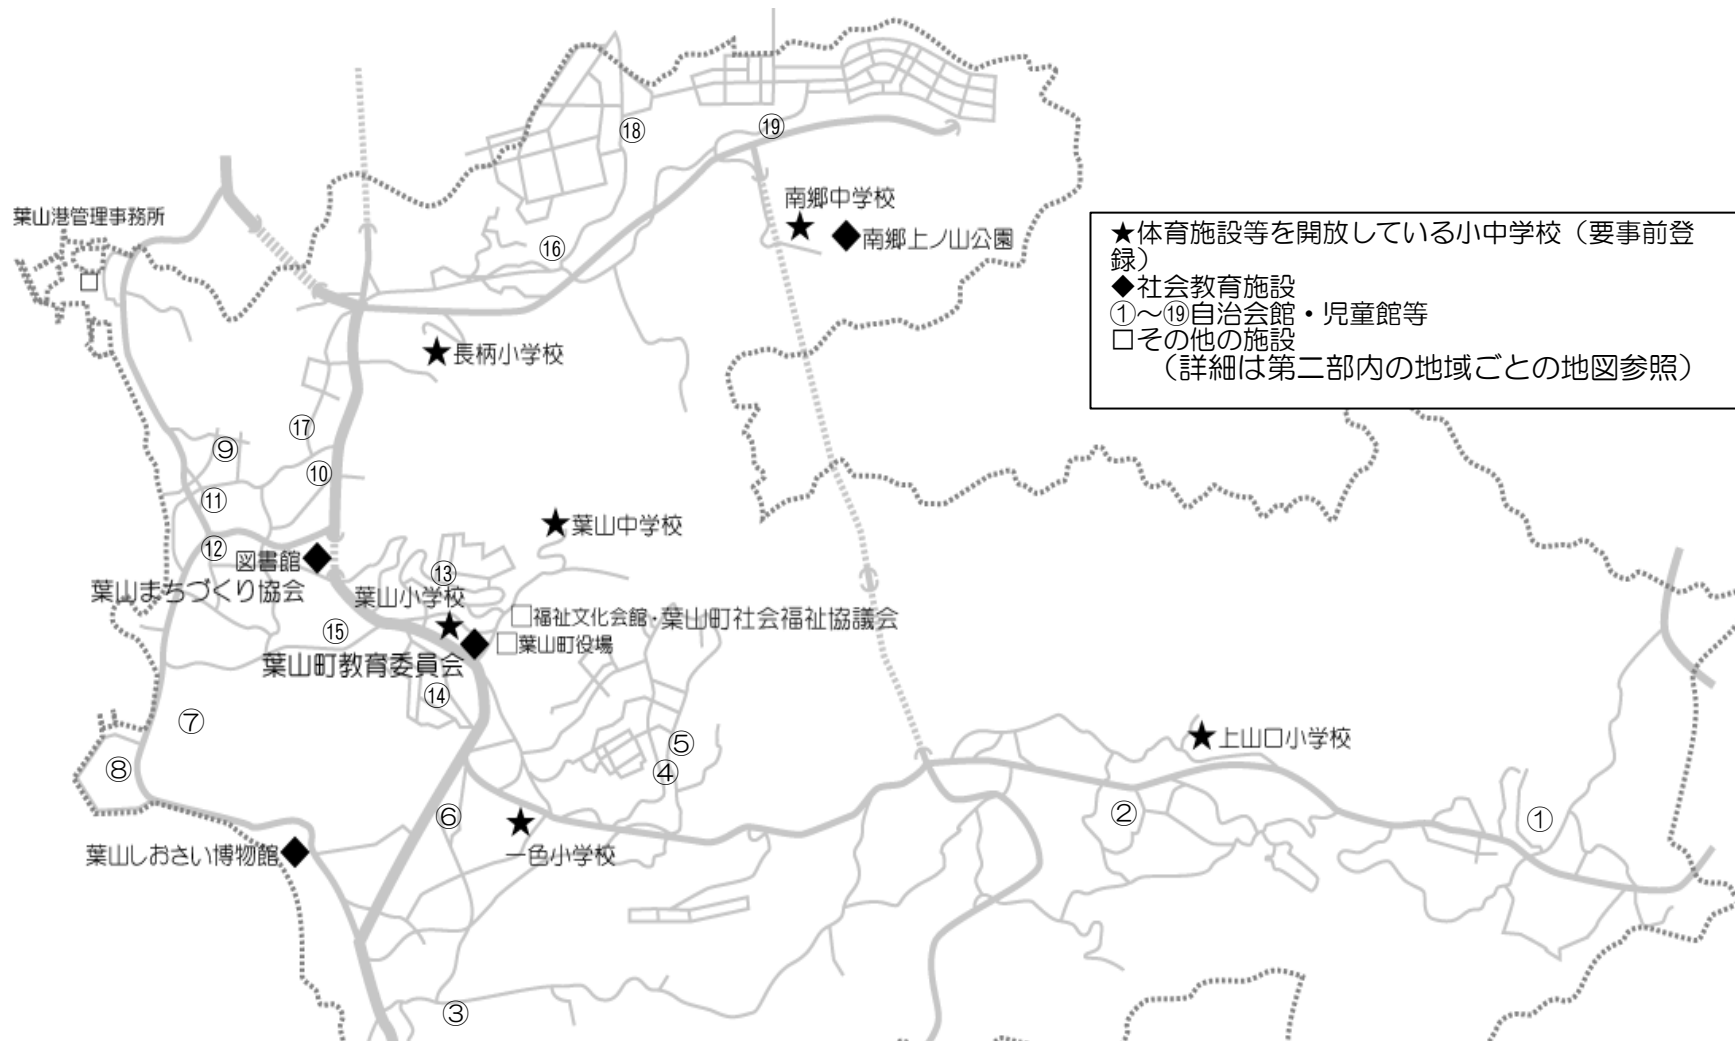 ⑱
⑲
南郷中学校
★
◆南郷上ノ山公園
葉山港管理事務所
□
⑯
★体育施設等を開放している小中学校（要事前登
録）
◆社会教育施設
①～⑲自治会館・児童館等
□その他の施設
（詳細は第二部内の地域ごとの地図参照）
★長柄小学校
⑰
⑨
⑩
⑪
★葉山中学校
⑫
図書館◆
葉山まちづくり協会
⑬
葉山小学校
★
□福祉文化会館・葉山町社会福祉協議会
⑮
◆
□葉山町役場
葉山町教育委員会
⑭
⑦
⑤
④
⑧
★上山口小学校
⑥
②
①
★
一色小学校
葉山しおさい博物館◆
③